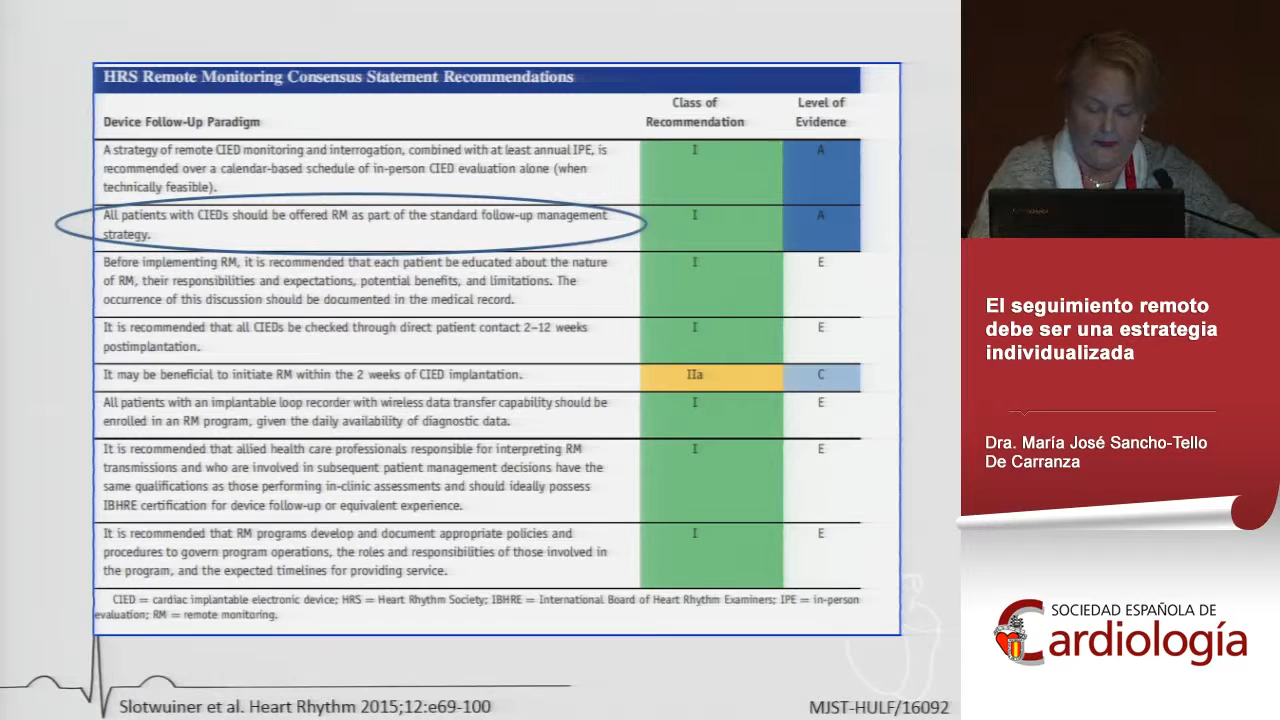 HRS Remote Monitoring Consensus Statement Recommendations
Device Follow-Up Paradigm
Class of
Recommendation
Level of
Evidence
A strategy of remote CIED monitoring and interrogation, combined with at least annual IPE, is
recommended over a calendar-based schedule of in-person CIED evaluation alone (when
technically feasible).
I
A
All patients with CIEDs should be offered RM as part of the standard follow-up management
strategy.
I
A
Before implementing RM, it is recommended that each patient be educated about the nature
of RM, their responsibilities and expectations, potential benefits, and limitations. The
occurrence of this discussion should be documented in the medical record.
I
E
It is recommended that all CIEDs be checked through direct patient contact 2–12 weeks
postimplantation.
I
E
It may be beneficial to initiate RM within the 2 weeks of CIED implantation.
IIa
C
All patients with an implantable loop recorder with wireless data transfer capability should be
enrolled in an RM program, given the daily availability of diagnostic data.
I
E
It is recommended that allied health care professionals responsible for interpreting RM
transmissions and who are involved in subsequent patient management decisions have the
same qualifications as those performing in-clinic assessments and should ideally possess
IBHRE certification for device follow-up or equivalent experience.
I
E
It is recommended that RM programs develop and document appropriate policies and
procedures to govern program operations, the roles and responsibilities of those involved in
the program, and the expected timelines for providing service.
I
E
CIED = cardiac implantable electronic device; HRS = Heart Rhythm Society; IBHRE = International Board of Heart Rhythm Examiners; IPE = in-person
evaluation; RM = remote monitoring.
Slotwuiner et al. Heart Rhythm 2015;12:e69-100
MJST-HULF/16092
El seguimiento remoto
debe ser una estrategia
individualizada
Dra. María José Sancho-Tello
De Carranza
SOCIEDAD ESPAÑOLA DE
Cardiología